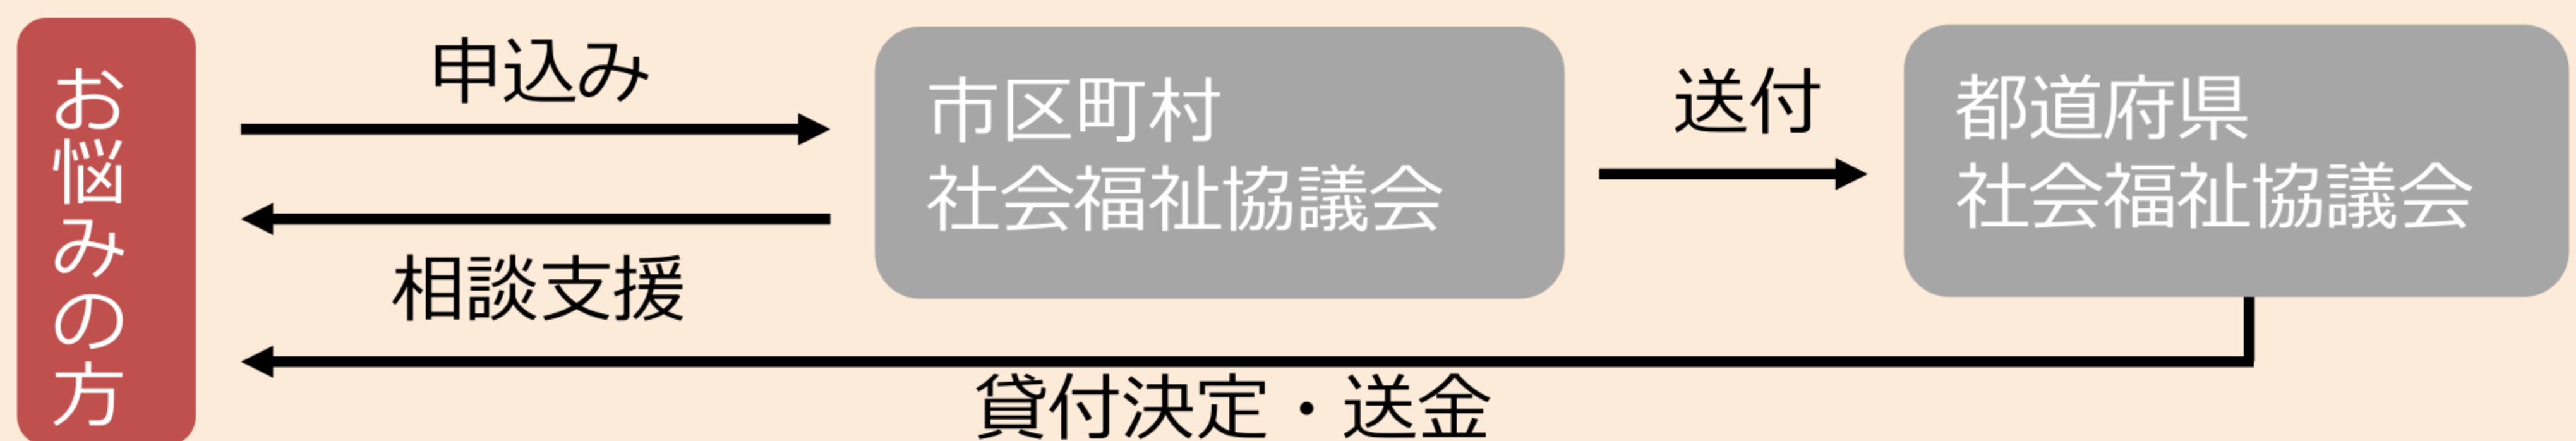 お悩みの方
申込み
相談支援
市区町村
社会福祉協議会
送付
都道府県
社会福祉協議会
貸付決定・送金